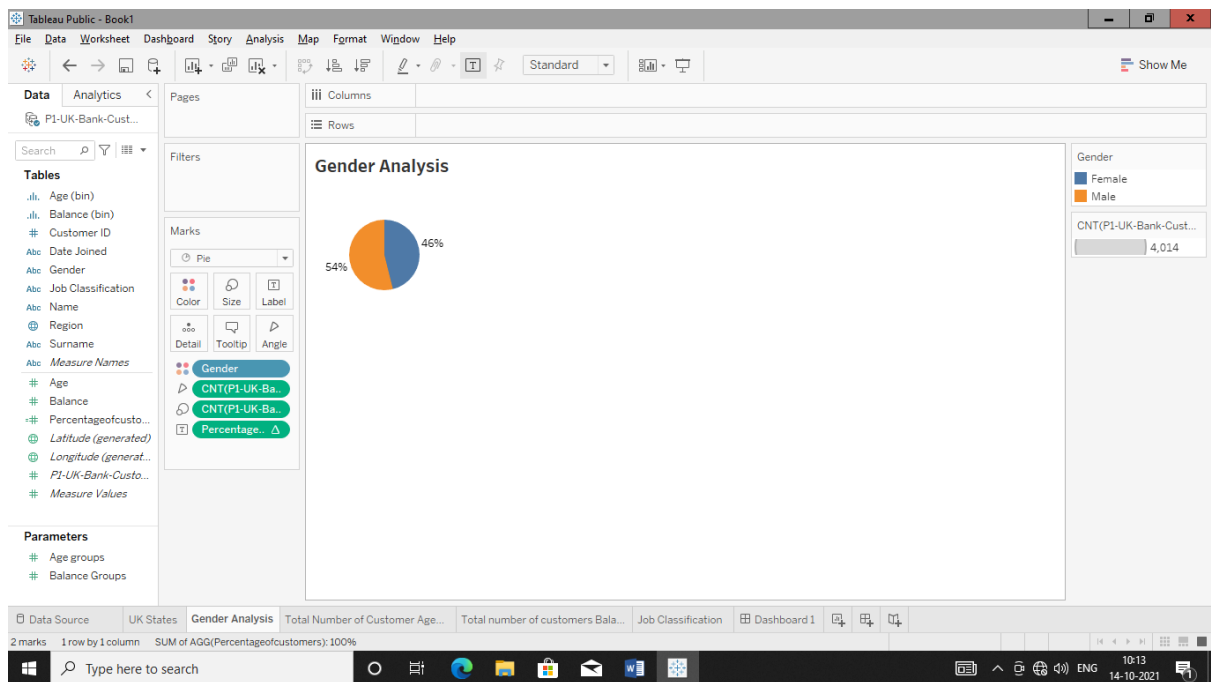 Tableau Public - Book1
File Data Worksheet Dashboard Story Analysis Map Format Window Help
Standard
Show Me
Data Analytics
P1-UK-Bank-Cust...
Search
Tables
Age (bin)
Balance (bin)
# Customer ID
Abc Date Joined
Abc Gender
Abc Job Classification
Abc Name
Region
Abc Surname
Abc Measure Names
# Age
# Balance
=# Percentageofcusto...
Latitude (generated)
Longitude (generat...
# P1-UK-Bank-Custo...
# Measure Values
Parameters
# Age groups
# Balance Groups
Pages
Filters
Marks
Pie
Color Size Label
Detail Tooltip Angle
Gender
CNT(P1-UK-Ba..
CNT(P1-UK-Ba..
Percentage.. Δ
Columns
Rows
Gender Analysis
46%
54%
Gender
Female
Male
CNT(P1-UK-Bank-Cust...
4,014
Data Source UK States Gender Analysis Total Number of Customer Age... Total number of customers Bala... Job Classification Dashboard 1
2 marks 1 row by 1 column SUM of AGG(Percentageofcustomers): 100%
Type here to search
ENG
10:13
14-10-2021
1